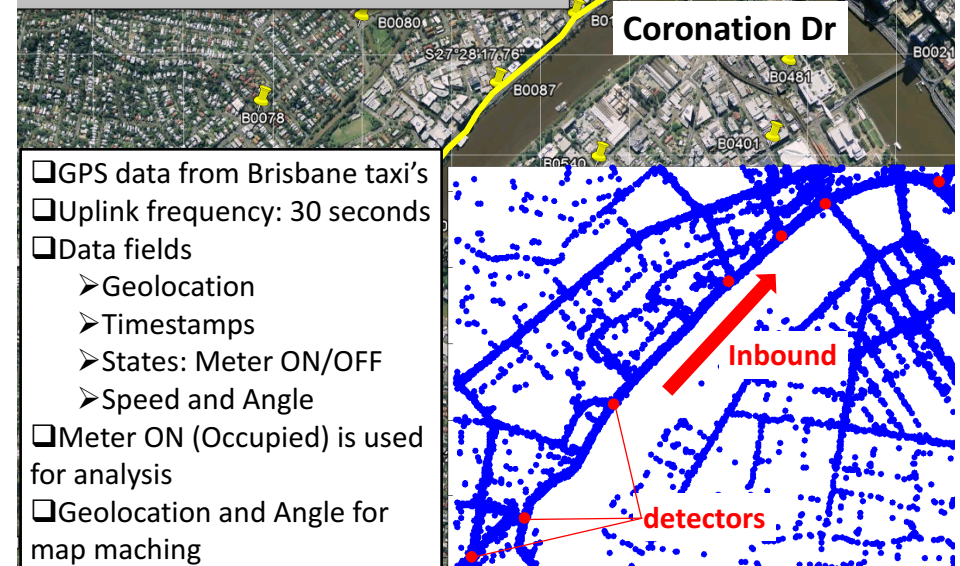 B0080
Coronation Dr
S27°28'17.76"
B0021
B0087
B0481
B0078
B0401
B0540
❑GPS data from Brisbane taxi’s
❑Uplink frequency: 30 seconds
❑Data fields
➢Geolocation
➢Timestamps
➢States: Meter ON/OFF
➢Speed and Angle
❑Meter ON (Occupied) is used
for analysis
❑Geolocation and Angle for
map maching
Inbound
detectors